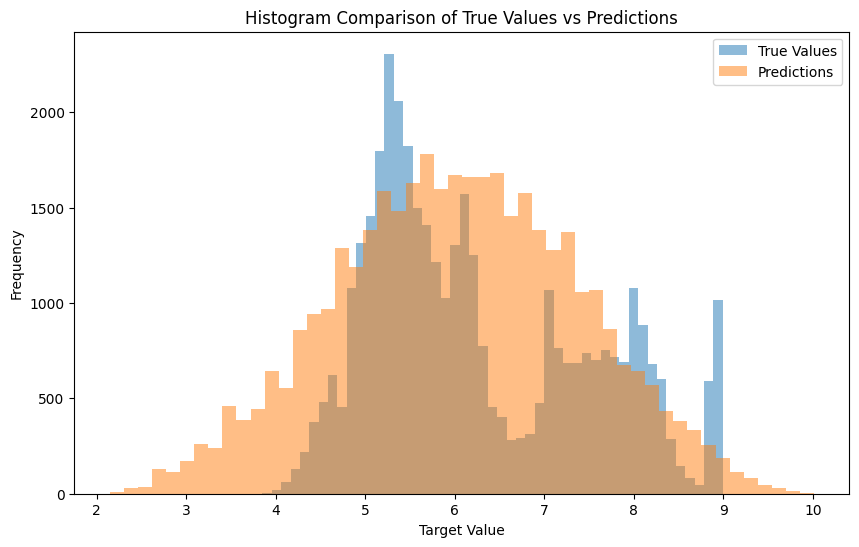 Histogram Comparison of True Values vs Predictions
True Values
Predictions
2000
1500
1000
500
0
Frequency
2 3 4 5 6 7 8 9 10
Target Value